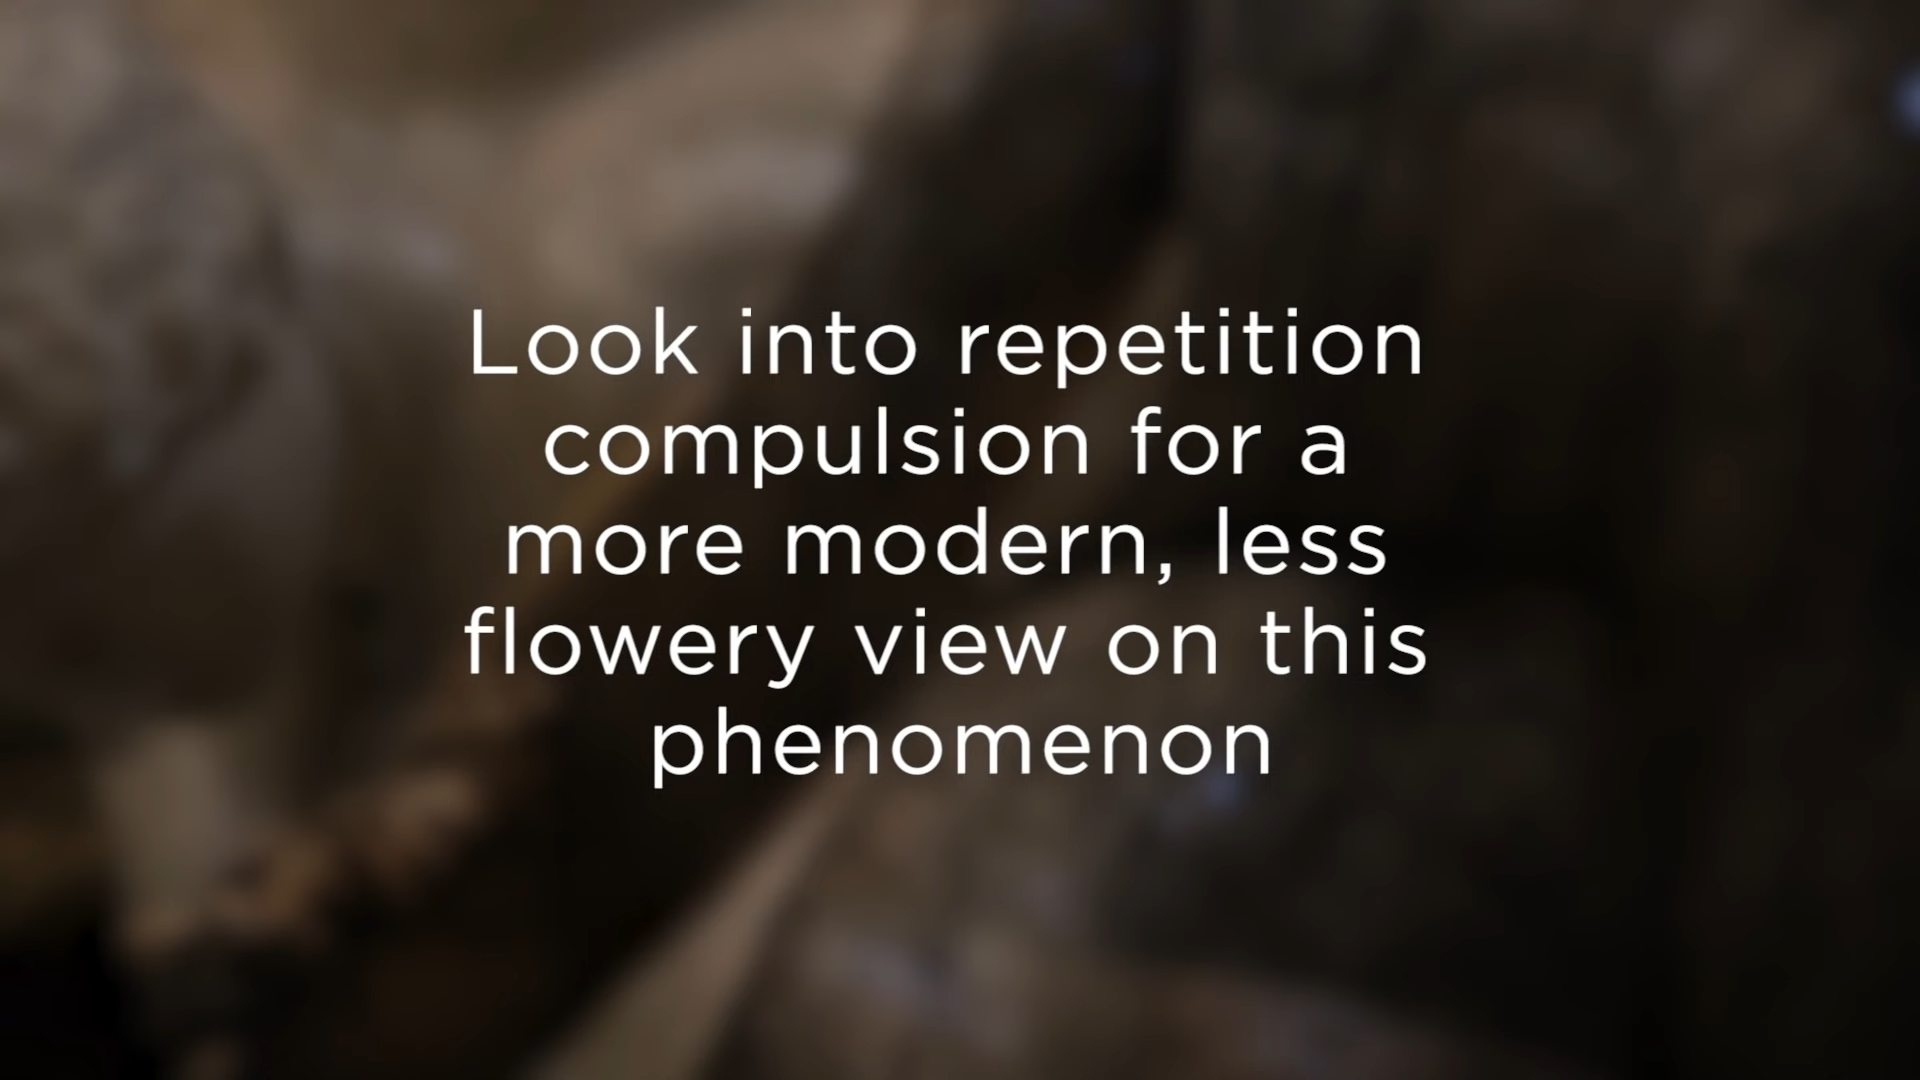 Look into repetition
compulsion for a
more modern, less
flowery view on this
phenomenon